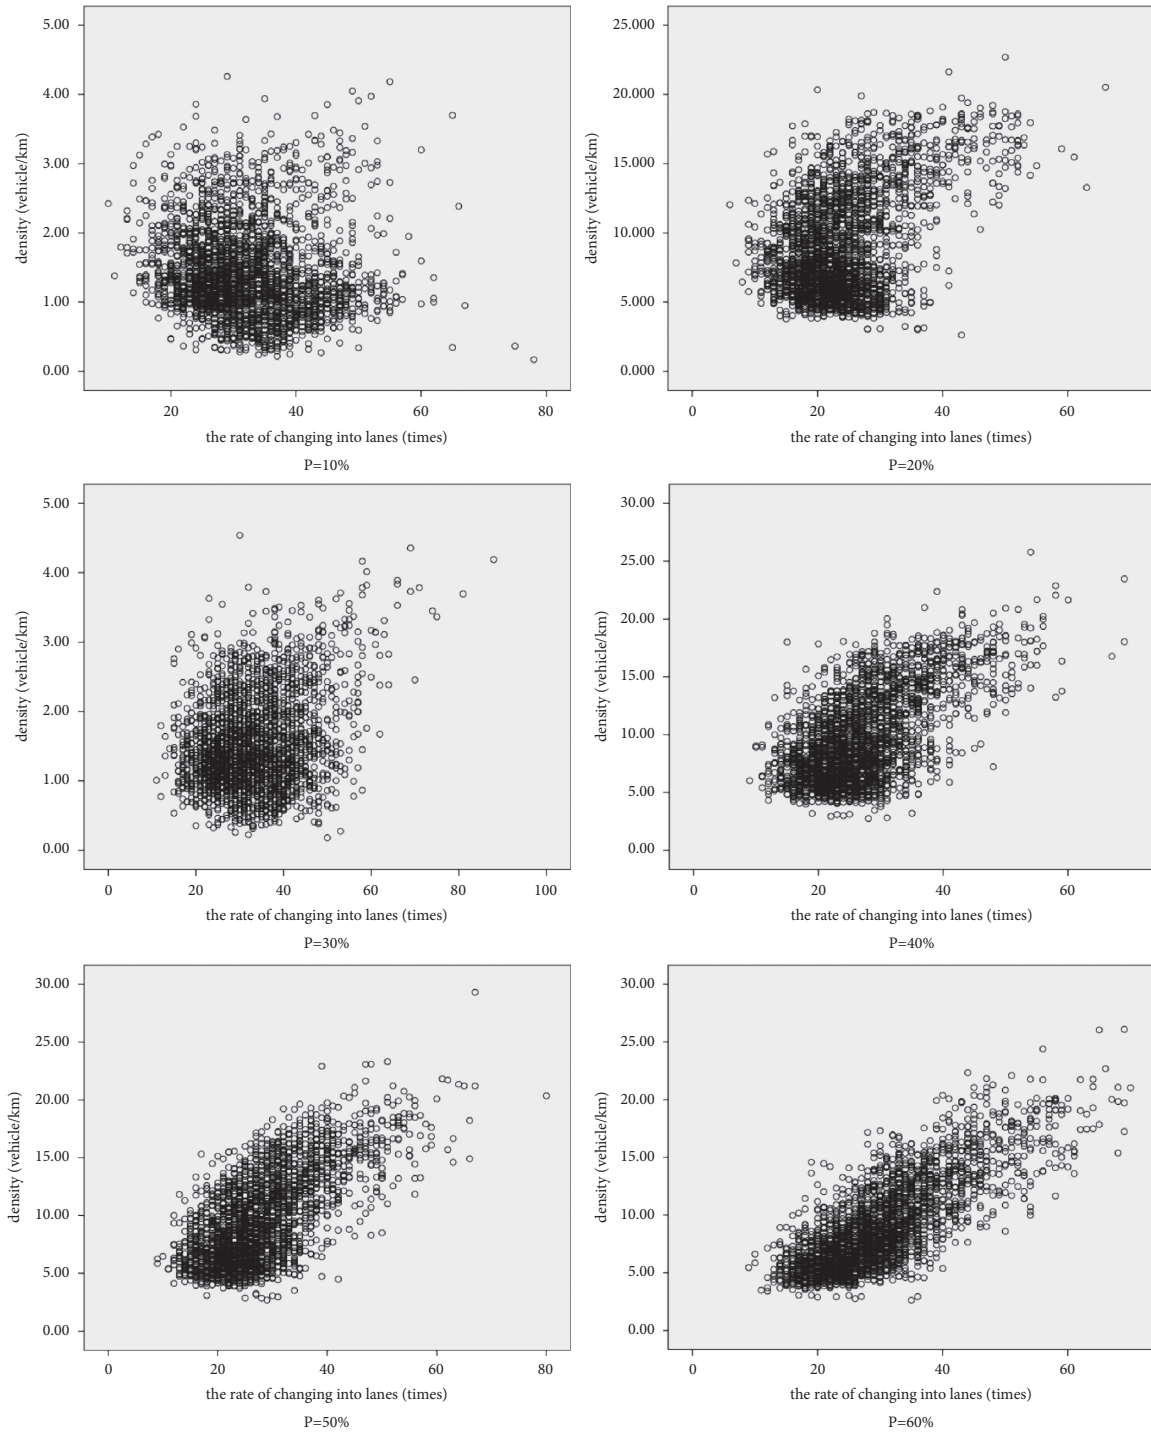 5.00
4.00
3.00
2.00
1.00
0.00
density (vehicle/km)
20 40 60 80
the rate of changing into lanes (times)
P=10%
25.000
20.000
15.000
10.000
5.000
0.000
density (vehicle/km)
0 20 40 60
the rate of changing into lanes (times)
P=20%
5.00
4.00
3.00
2.00
1.00
0.00
density (vehicle/km)
0 20 40 60 80 100
the rate of changing into lanes (times)
P=30%
30.00
25.00
20.00
15.00
10.00
5.00
0.00
density (vehicle/km)
0 20 40 60
the rate of changing into lanes (times)
P=40%
30.00
25.00
20.00
15.00
10.00
5.00
0.00
density (vehicle/km)
0 20 40 60 80
the rate of changing into lanes (times)
P=50%
30.00
25.00
20.00
15.00
10.00
5.00
0.00
density (vehicle/km)
0 20 40 60
the rate of changing into lanes (times)
P=60%